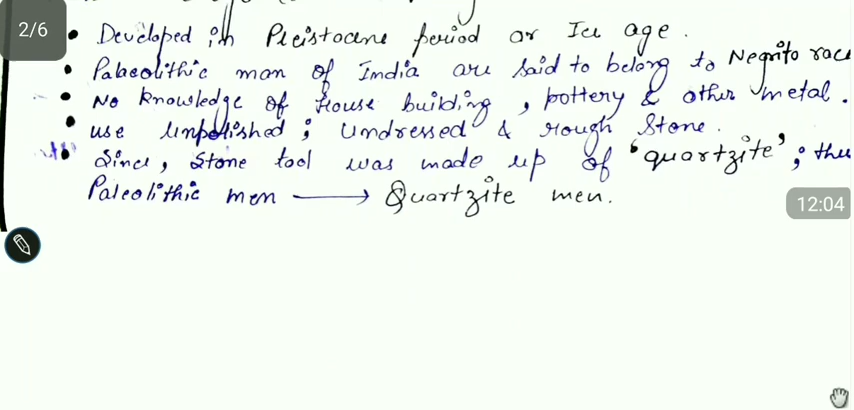 2/6
• Developed in Pleistocene period or Ice age.
• Palaeolithic man of India are said to belong to Negrito race
• No knowledge of House building, pottery & other metal.
• use unpolished; undressed & rough stone.
• Since, stone tool was made up of 'quartzite'; thus
Paleolithic men → Quartzite men.
12:04